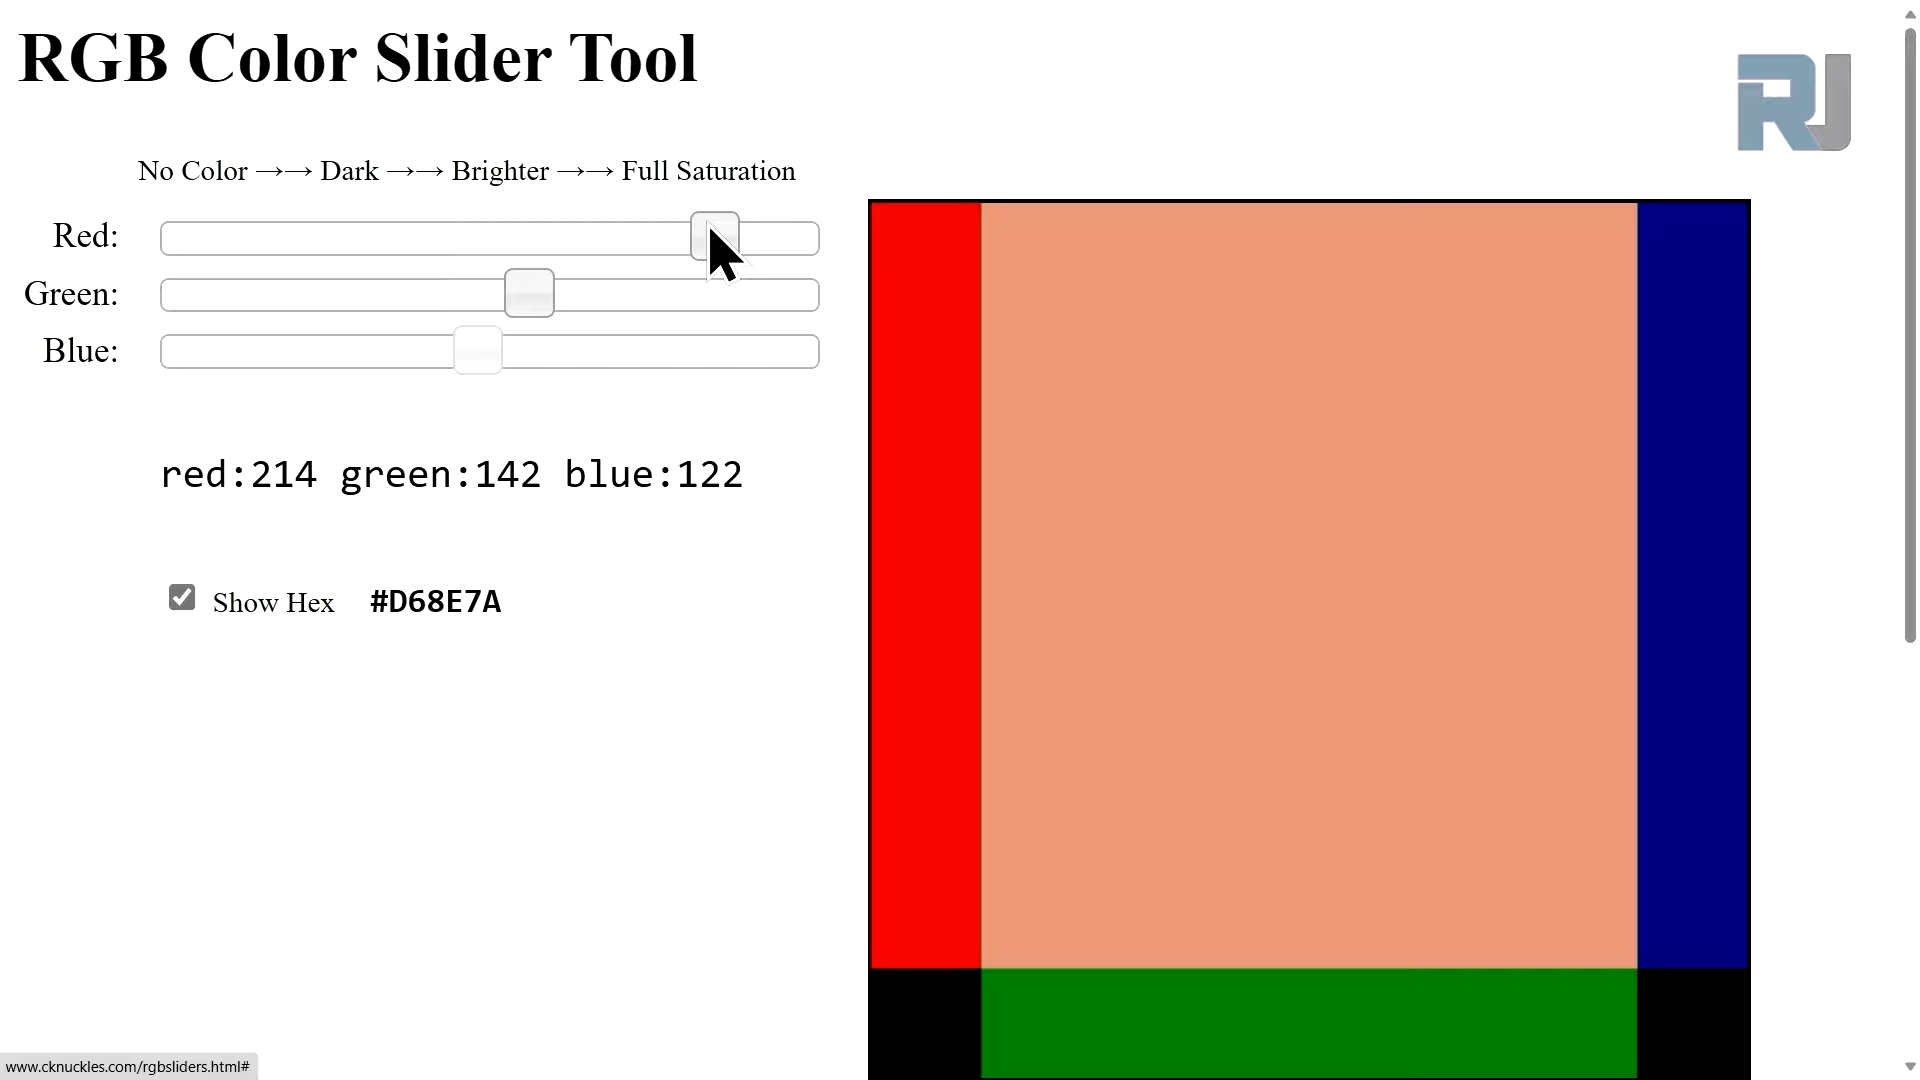 RGB Color Slider Tool
RJ
No Color →→ Dark →→ Brighter →→ Full Saturation
Red:
Green:
Blue:
red:214 green:142 blue:122
Show Hex #D68E7A
www.cknuckles.com/rgbsliders.html#